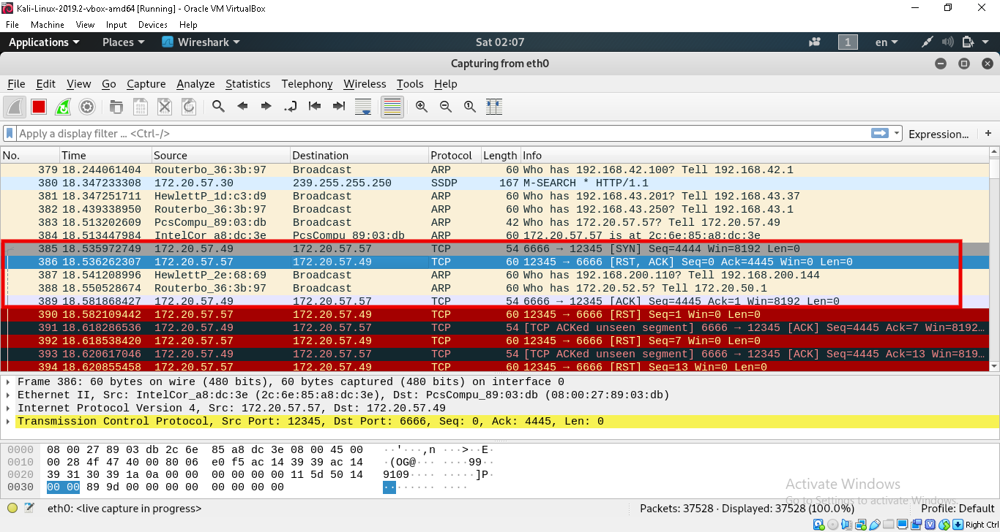 Kali-Linux-2019.2-vbox-amd64 [Running] - Oracle VM VirtualBox
File Machine View Input Devices Help
Applications Places Wireshark Sat 02:07 1 en
Capturing from eth0
File Edit View Go Capture Analyze Statistics Telephony Wireless Tools Help
Apply a display filter ... <Ctrl-/> Expression... +
No. Time Source Destination Protocol Length Info
379 18.244061404 Routerbo_36:3b:97 Broadcast ARP 60 Who has 192.168.42.100? Tell 192.168.42.1
380 18.347233308 172.20.57.30 239.255.255.250 SSDP 167 M-SEARCH * HTTP/1.1
381 18.347251711 HewlettP_1d:c3:d9 Broadcast ARP 60 Who has 192.168.43.201? Tell 192.168.43.37
382 18.439338950 Routerbo_36:3b:97 Broadcast ARP 60 Who has 192.168.43.250? Tell 192.168.43.1
383 18.513202609 PcsCompu_89:03:db Broadcast ARP 42 Who has 172.20.57.57? Tell 172.20.57.49
384 18.513447984 IntelCor_a8:dc:3e PcsCompu_89:03:db ARP 60 172.20.57.57 is at 2c:6e:85:a8:dc:3e
385 18.535972749 172.20.57.49 172.20.57.57 TCP 54 6666 → 12345 [SYN] Seq=4444 Win=8192 Len=0
386 18.536262307 172.20.57.57 172.20.57.49 TCP 60 12345 → 6666 [RST, ACK] Seq=0 Ack=4445 Win=0 Len=0
387 18.541208996 HewlettP_2e:68:69 Broadcast ARP 60 Who has 192.168.200.110? Tell 192.168.200.144
388 18.550528674 Routerbo_36:3b:97 Broadcast ARP 60 Who has 172.20.52.5? Tell 172.20.50.1
389 18.581868427 172.20.57.49 172.20.57.57 TCP 54 6666 → 12345 [ACK] Seq=4445 Ack=1 Win=8192 Len=0
390 18.582109442 172.20.57.57 172.20.57.49 TCP 60 12345 → 6666 [RST] Seq=1 Win=0 Len=0
391 18.618286536 172.20.57.49 172.20.57.57 TCP 54 [TCP ACKed unseen segment] 6666 → 12345 [ACK] Seq=4445 Ack=7 Win=8192…
392 18.618538420 172.20.57.57 172.20.57.49 TCP 60 12345 → 6666 [RST] Seq=7 Win=0 Len=0
393 18.620617046 172.20.57.49 172.20.57.57 TCP 54 [TCP ACKed unseen segment] 6666 → 12345 [ACK] Seq=4445 Ack=13 Win=819…
394 18.620855458 172.20.57.57 172.20.57.49 TCP 60 12345 → 6666 [RST] Seq=13 Win=0 Len=0
Frame 386: 60 bytes on wire (480 bits), 60 bytes captured (480 bits) on interface 0
Ethernet II, Src: IntelCor_a8:dc:3e (2c:6e:85:a8:dc:3e), Dst: PcsCompu_89:03:db (08:00:27:89:03:db)
Internet Protocol Version 4, Src: 172.20.57.57, Dst: 172.20.57.49
Transmission Control Protocol, Src Port: 12345, Dst Port: 6666, Seq: 0, Ack: 4445, Len: 0
0000 08 00 27 89 03 db 2c 6e 85 a8 dc 3e 08 00 45 00 ··'···,n ···>··E·
0010 00 28 4f 47 40 00 80 06 e0 f5 ac 14 39 39 ac 14 ·(OG@··· ····99··
0020 39 31 30 39 1a 0a 00 00 00 00 00 00 11 5d 50 14 9109···· ·····]P·
0030 00 00 89 9d 00 00 00 00 00 00 00 00 ········ ····
Activate Windows
Go to Settings to activate Windows.
eth0: <live capture in progress> Packets: 37528 · Displayed: 37528 (100.0%) Profile: Default
Right Ctrl